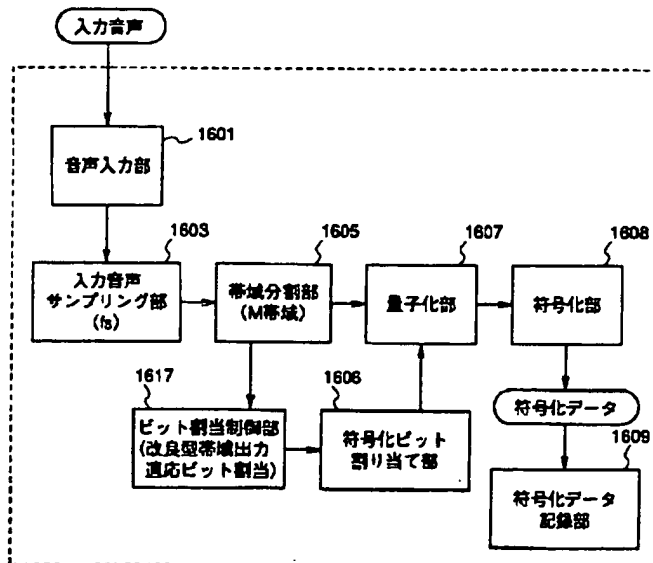 入力音声
1601
音声入力部
1603
入力音声
サンプリング部
(fs)
1605
帯域分割部
(M帯域)
1607
量子化部
1608
符号化部
1617
ビット割当制御部
(改良型帯域出力
適応ビット割当)
1606
符号化ビット
割り当て部
符号化データ
1609
符号化データ
記録部